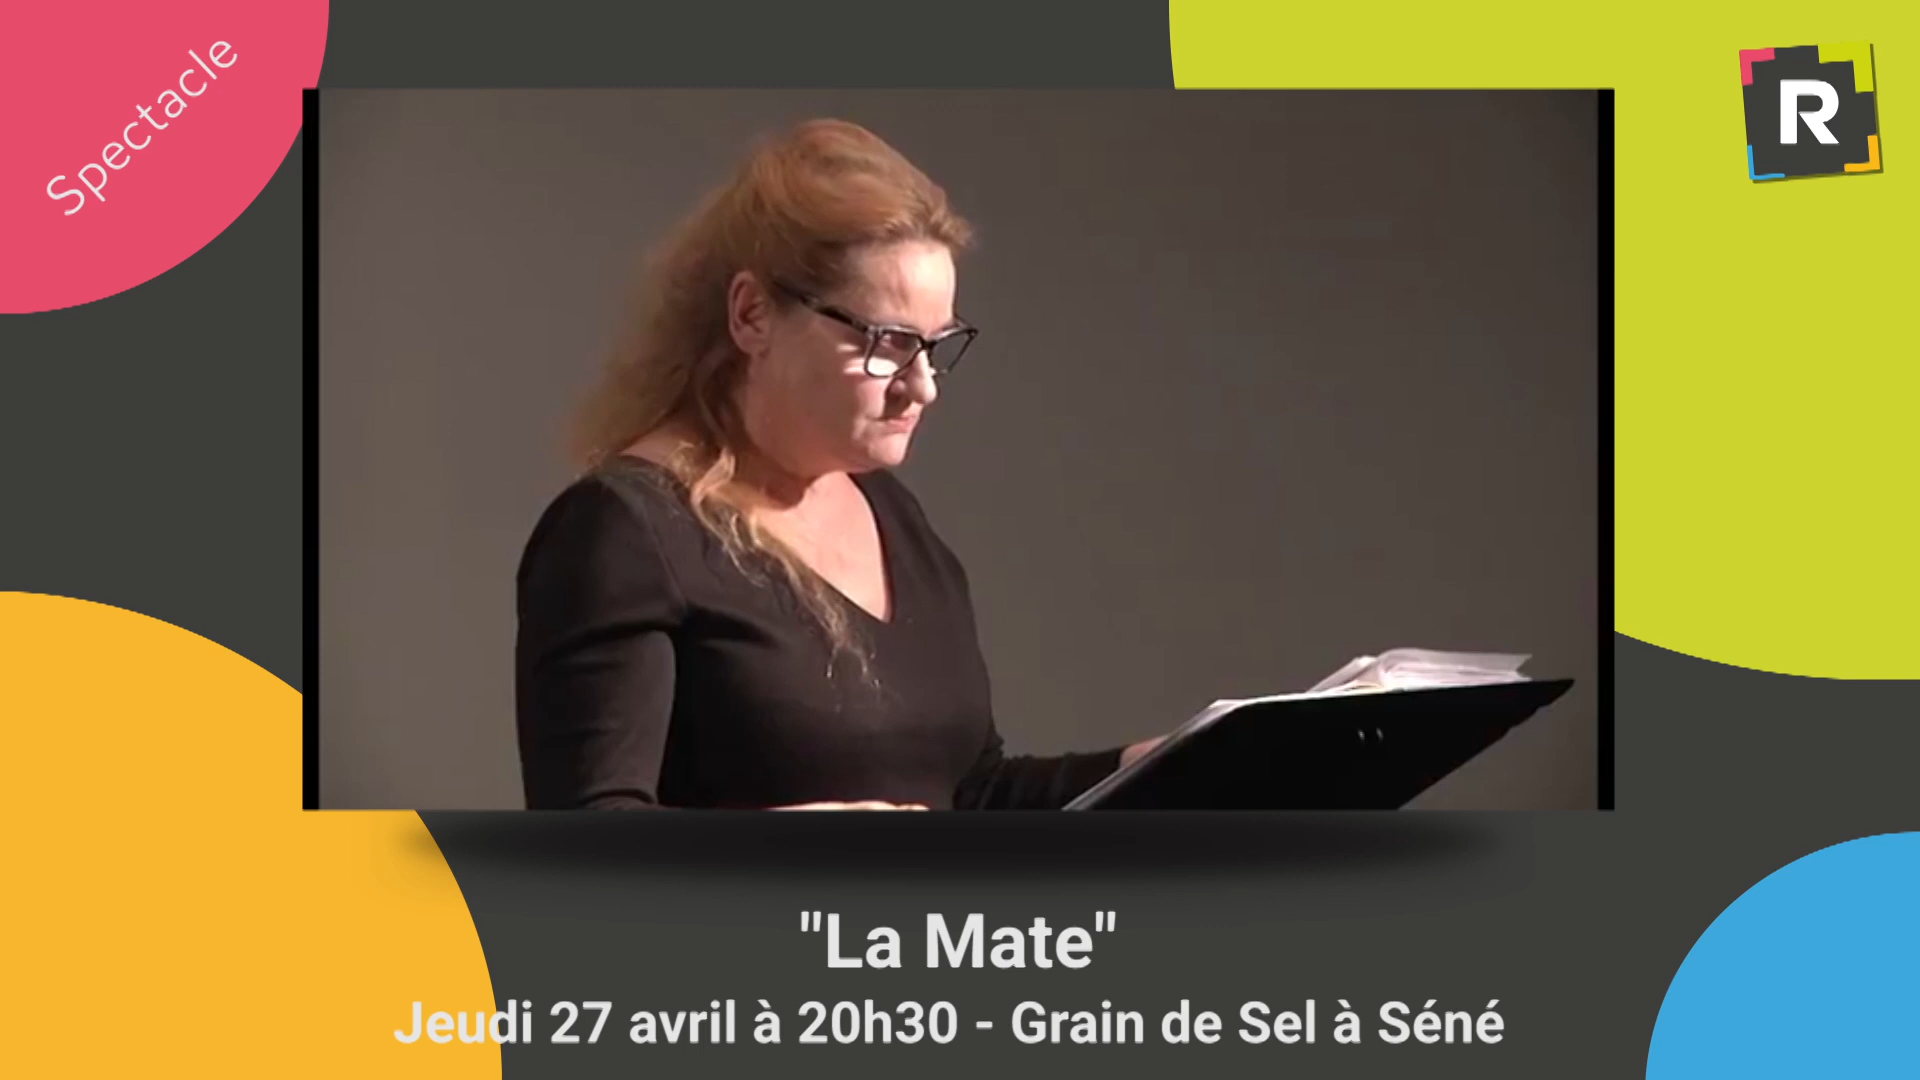 Spectacle
R
"La Mate"
Jeudi 27 avril à 20h30 - Grain de Sel à Séné